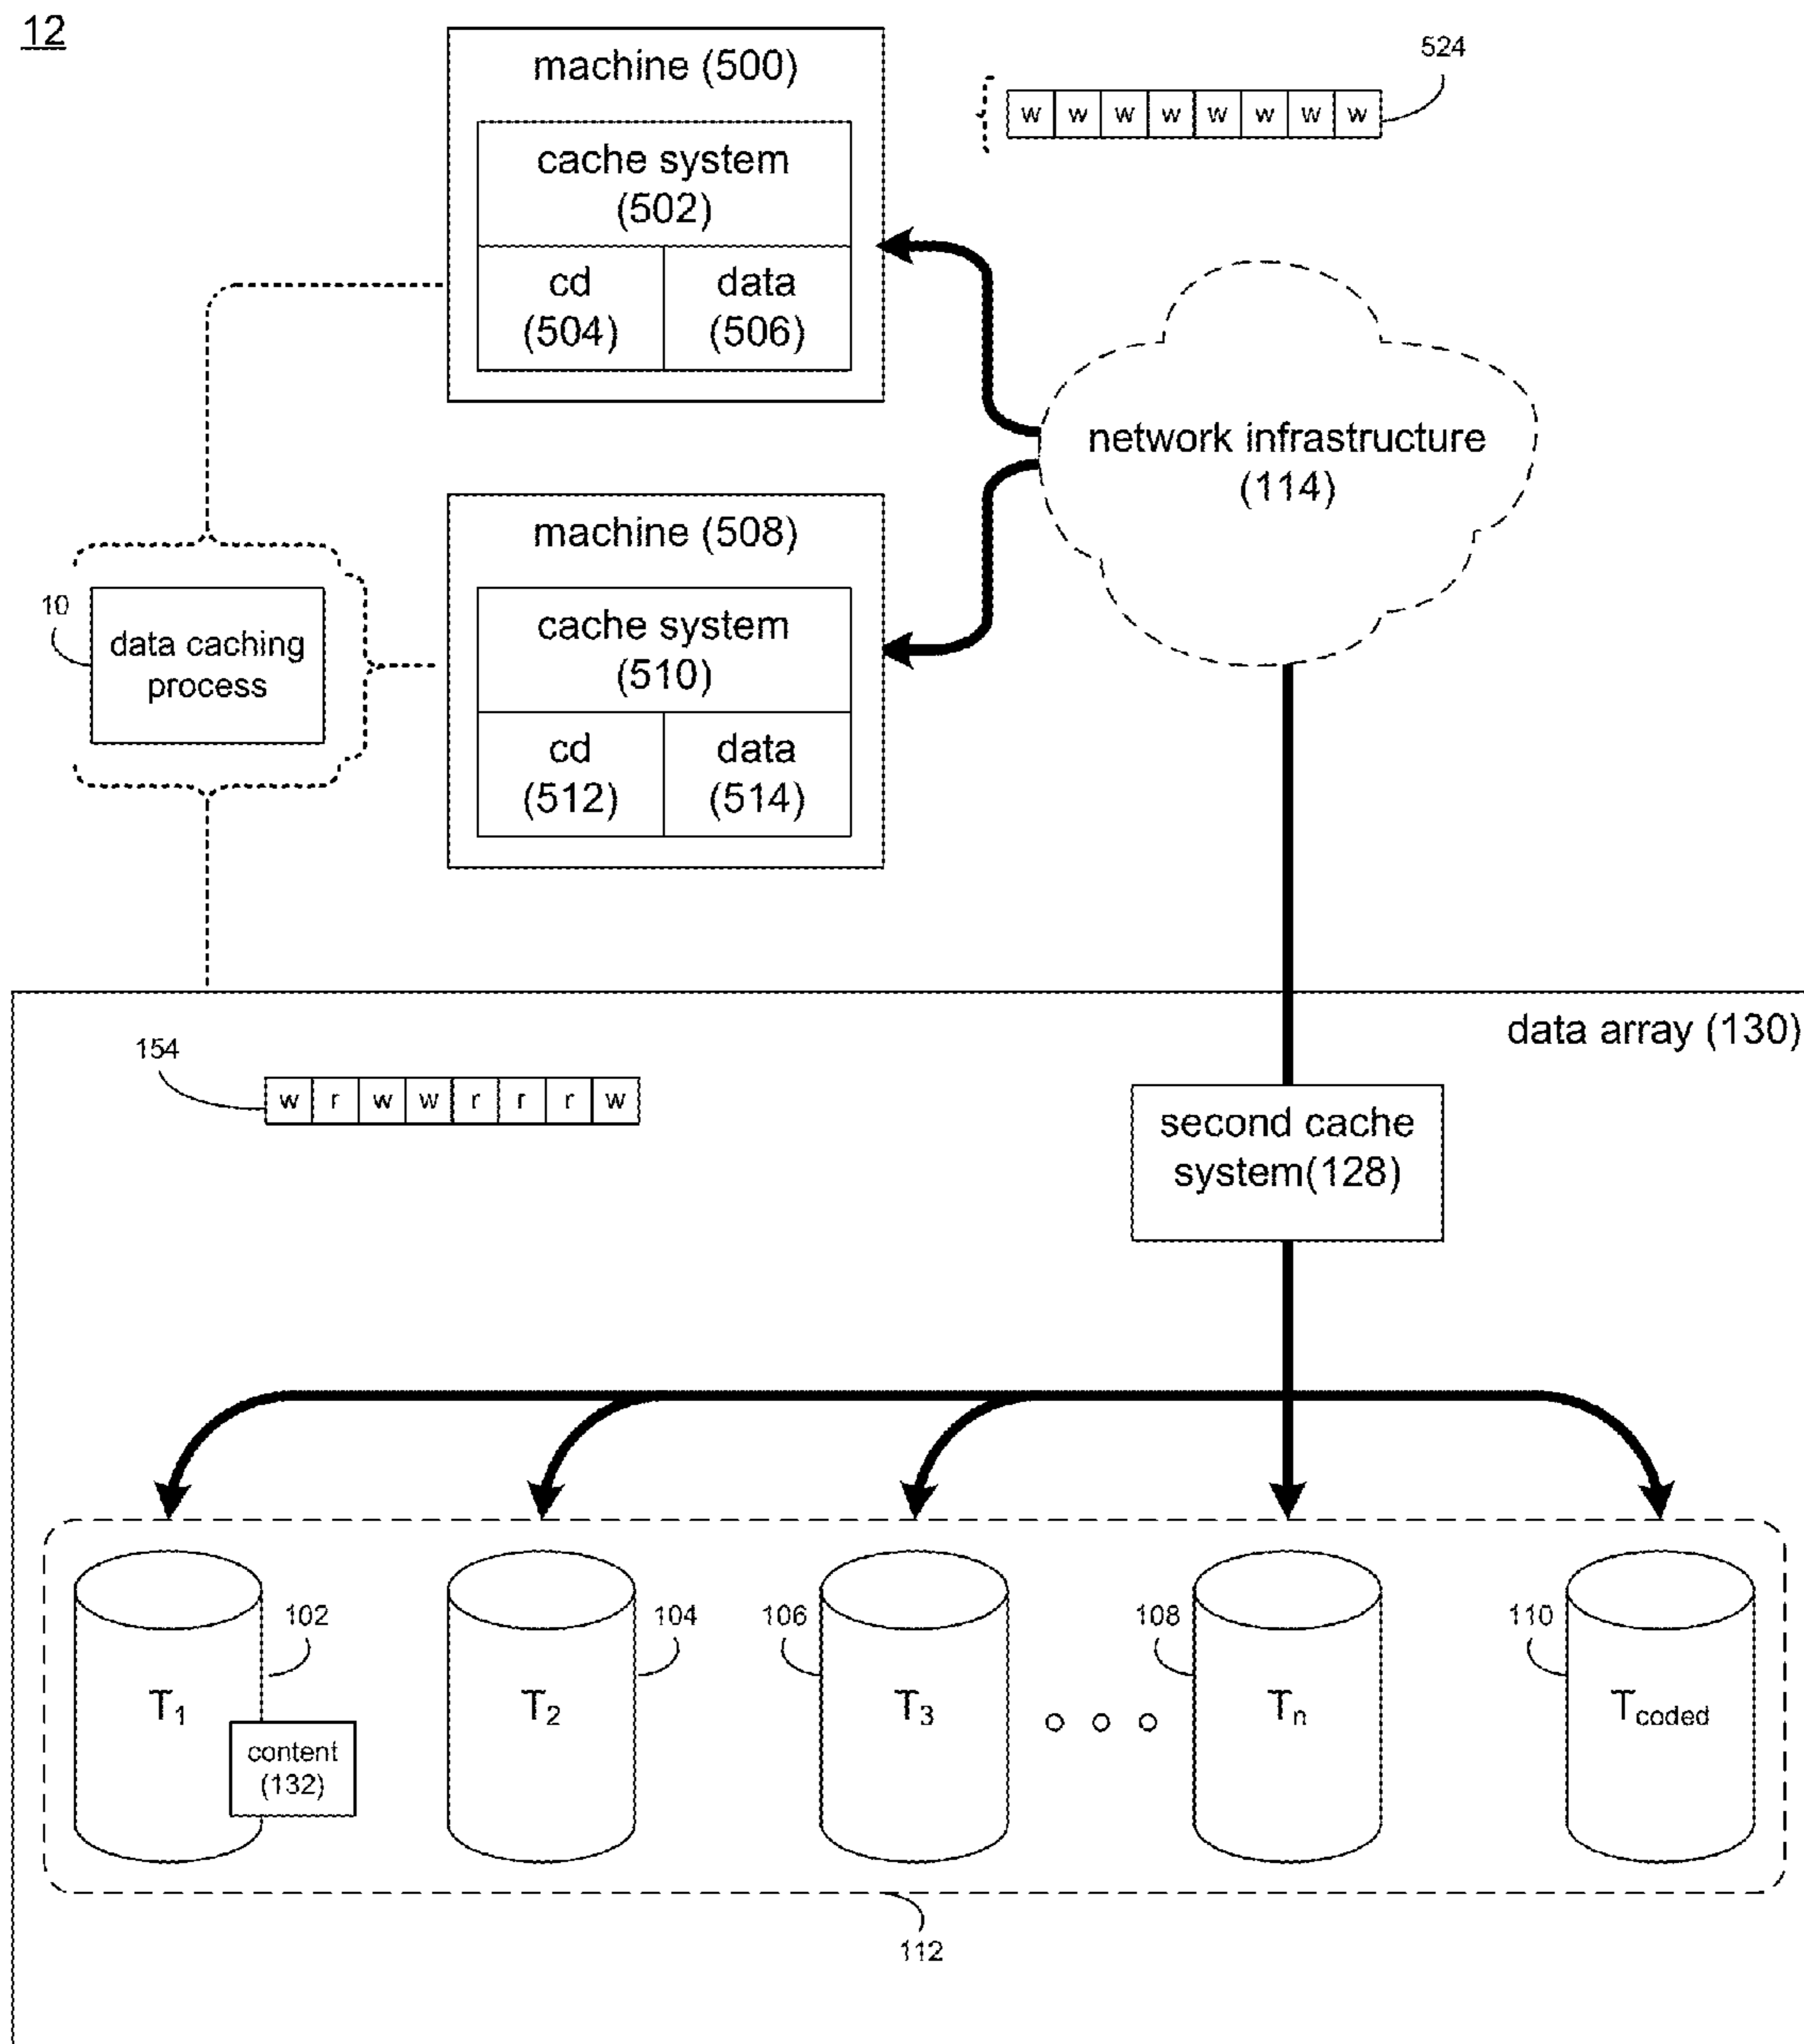 12
machine (500)
cache system
(502)
cd
(504)
data
(506)
524
w w w w w w w w
network infrastructure
(114)
machine (508)
cache system
(510)
cd
(512)
data
(514)
10
data caching
process
data array (130)
154
w r w w r r r w
second cache
system(128)
102
104
106
108
110
T1
T2
T3
Tn
Tcoded
content
(132)
112